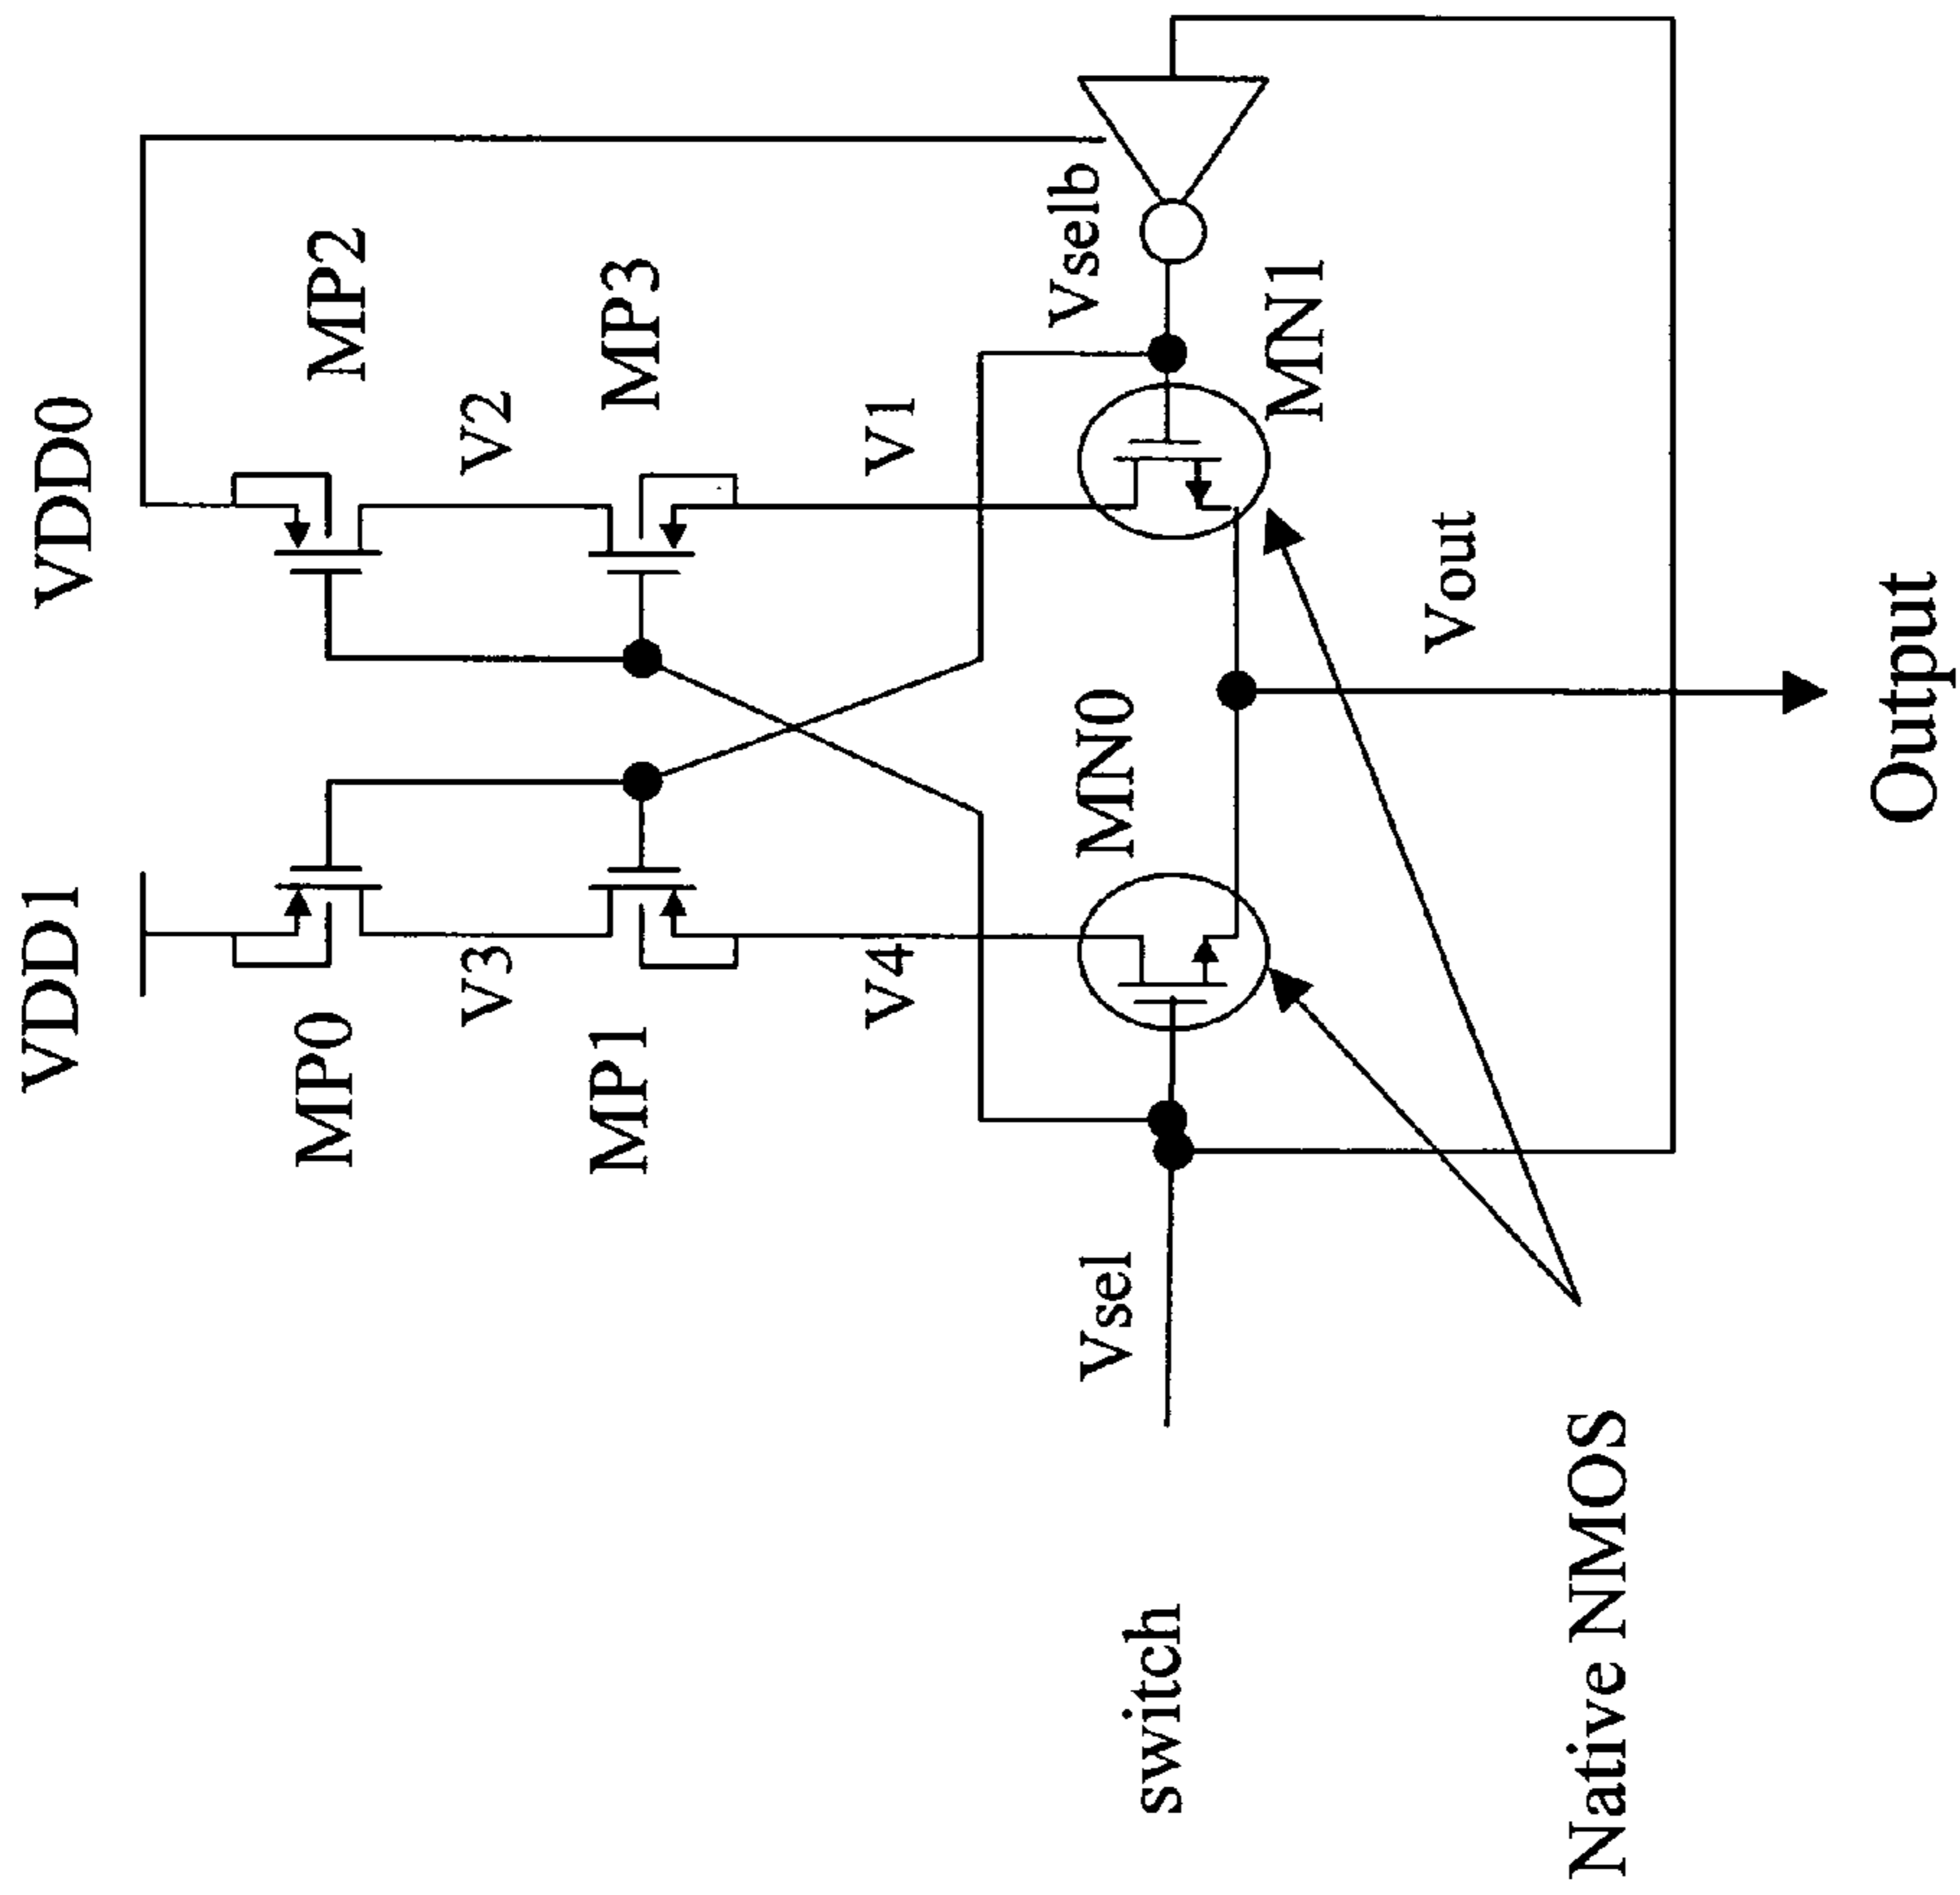 VDD1
VDD0
MP0
MP2
V3
V2
MP1
MP3
V4
V1
switch
Vsel
MN0
Vselb
MN1
Vout
Native NMOS
Output